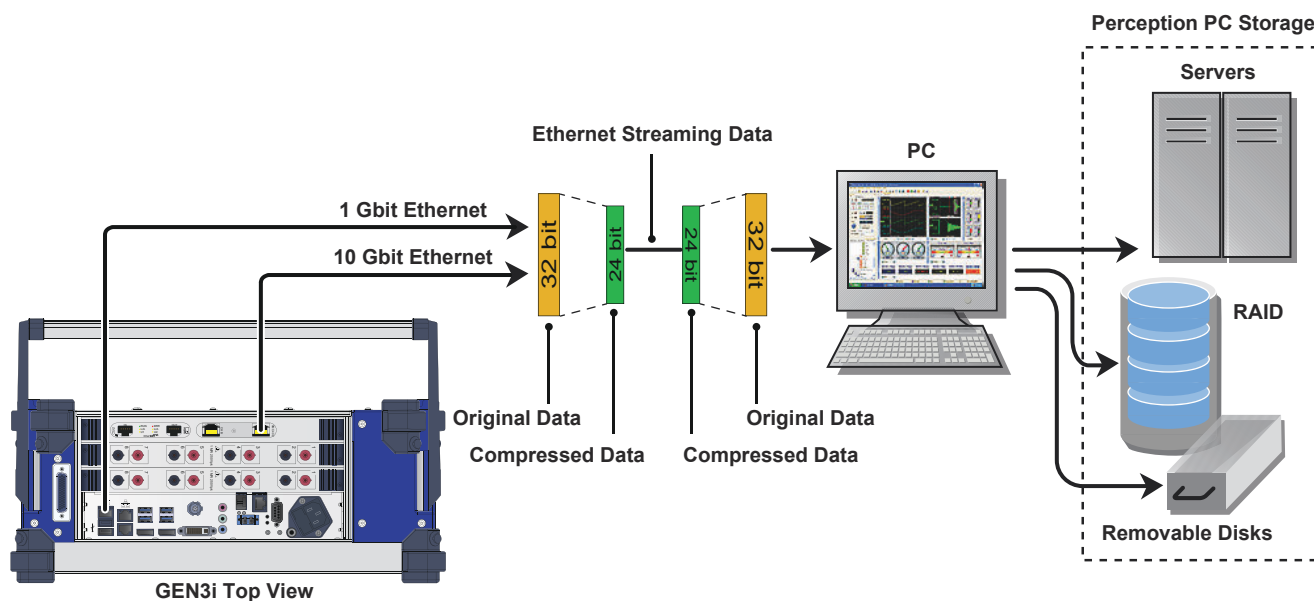 Perception PC Storage
Servers
Ethernet Streaming Data
PC
1 Gbit Ethernet
10 Gbit Ethernet
32 bit
24 bit
24 bit
32 bit
RAID
Original Data
Original Data
Compressed Data
Compressed Data
Removable Disks
GEN3i Top View